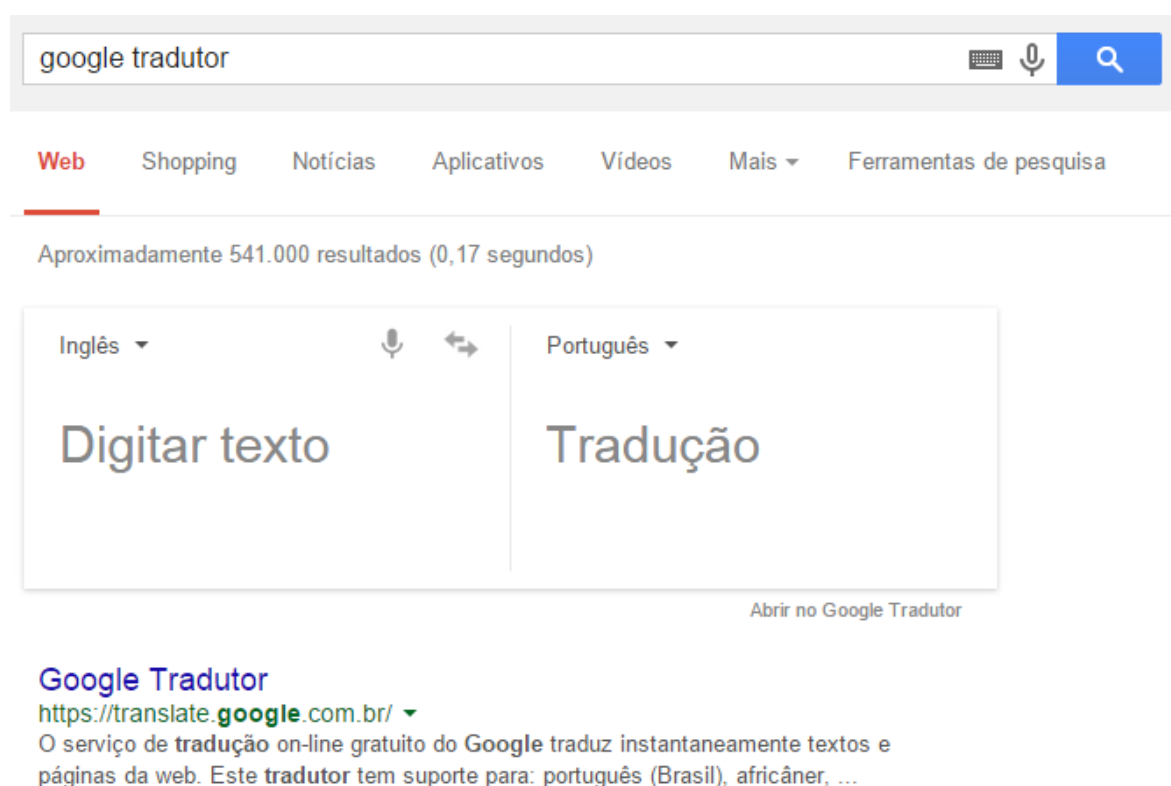 google tradutor
Web Shopping Notícias Aplicativos Vídeos Mais Ferramentas de pesquisa
Aproximadamente 541.000 resultados (0,17 segundos)
Inglês Português
Digitar texto Tradução
Abrir no Google Tradutor
Google Tradutor
https://translate.google.com.br/
O serviço de tradução on-line gratuito do Google traduz instantaneamente textos e
páginas da web. Este tradutor tem suporte para: português (Brasil), africâner, ...